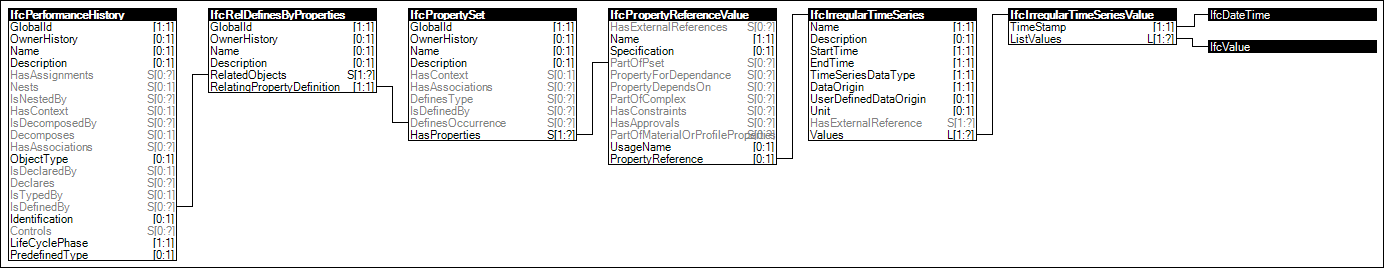 IfcPerformanceHistory
GlobalId [1:1]
OwnerHistory [0:1]
Name [0:1]
Description [0:1]
HasAssignments S[0:?]
Nests S[0:1]
IsNestedBy S[0:?]
HasContext S[0:1]
IsDecomposedBy S[0:?]
Decomposes S[0:1]
HasAssociations S[0:?]
ObjectType [0:1]
IsDeclaredBy S[0:1]
Declares S[0:?]
IsTypedBy S[0:1]
IsDefinedBy S[0:?]
Identification [0:1]
Controls S[0:?]
LifeCyclePhase [1:1]
PredefinedType [0:1]
IfcRelDefinesByProperties
GlobalId [1:1]
OwnerHistory [0:1]
Name [0:1]
Description [0:1]
RelatedObjects S[1:?]
RelatingPropertyDefinition [1:1]
IfcPropertySet
GlobalId [1:1]
OwnerHistory [0:1]
Name [0:1]
Description [0:1]
HasContext S[0:1]
HasAssociations S[0:?]
DefinesType S[0:?]
IsDefinedBy S[0:?]
DefinesOccurrence S[0:?]
HasProperties S[1:?]
IfcPropertyReferenceValue
HasExternalReferences S[0:?]
Name [1:1]
Specification [0:1]
PartOfPset S[0:?]
PropertyForDependance S[0:?]
PropertyDependsOn S[0:?]
PartOfComplex S[0:?]
HasConstraints S[0:?]
HasApprovals S[0:?]
PartOfMaterialOrProfileProperties S[0:?]
UsageName [0:1]
PropertyReference [0:1]
IfcIrregularTimeSeries
Name [1:1]
Description [0:1]
StartTime [1:1]
EndTime [1:1]
TimeSeriesDataType [1:1]
DataOrigin [1:1]
UserDefinedDataOrigin [0:1]
Unit [0:1]
HasExternalReference S[1:?]
Values L[1:?]
IfcIrregularTimeSeriesValue
TimeStamp [1:1]
ListValues L[1:?]
IfcDateTime
IfcValue